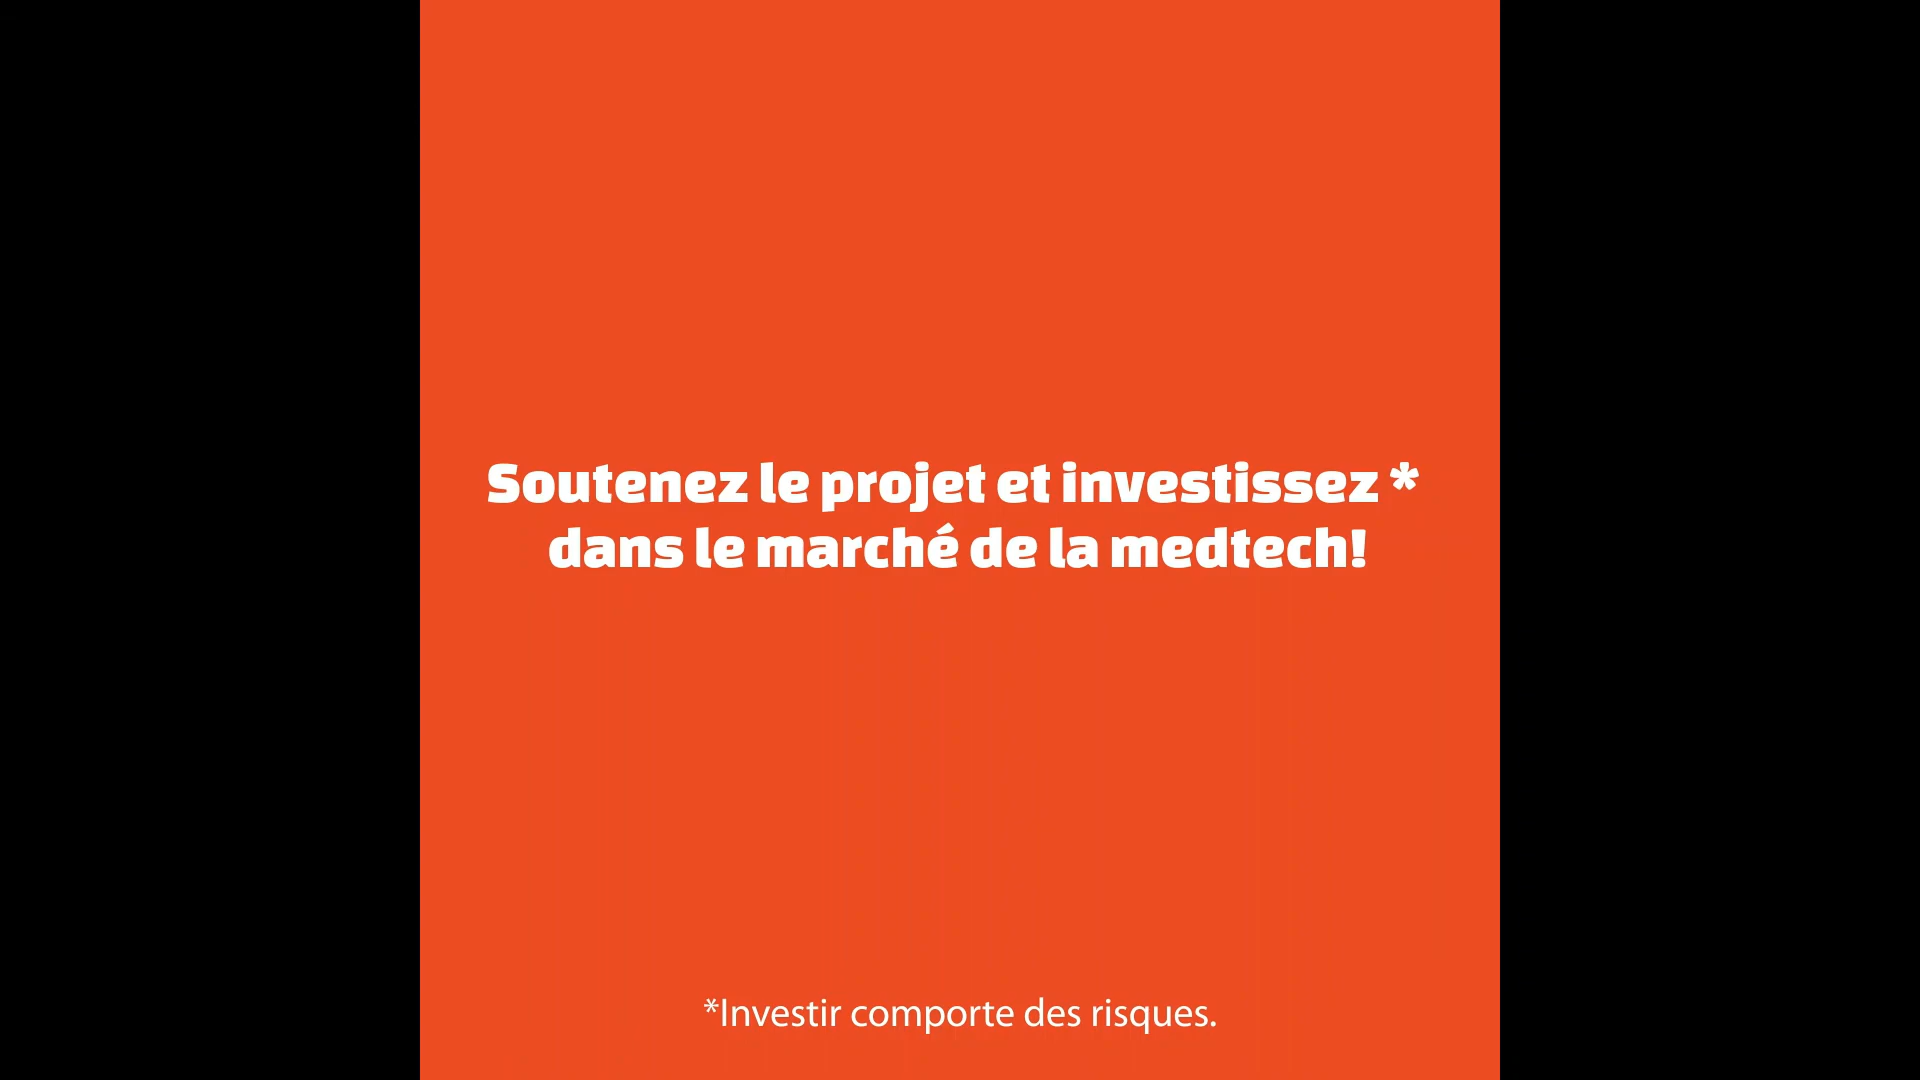 Soutenez le projet et investissez *
dans le marché de la medtech!
*Investir comporte des risques.